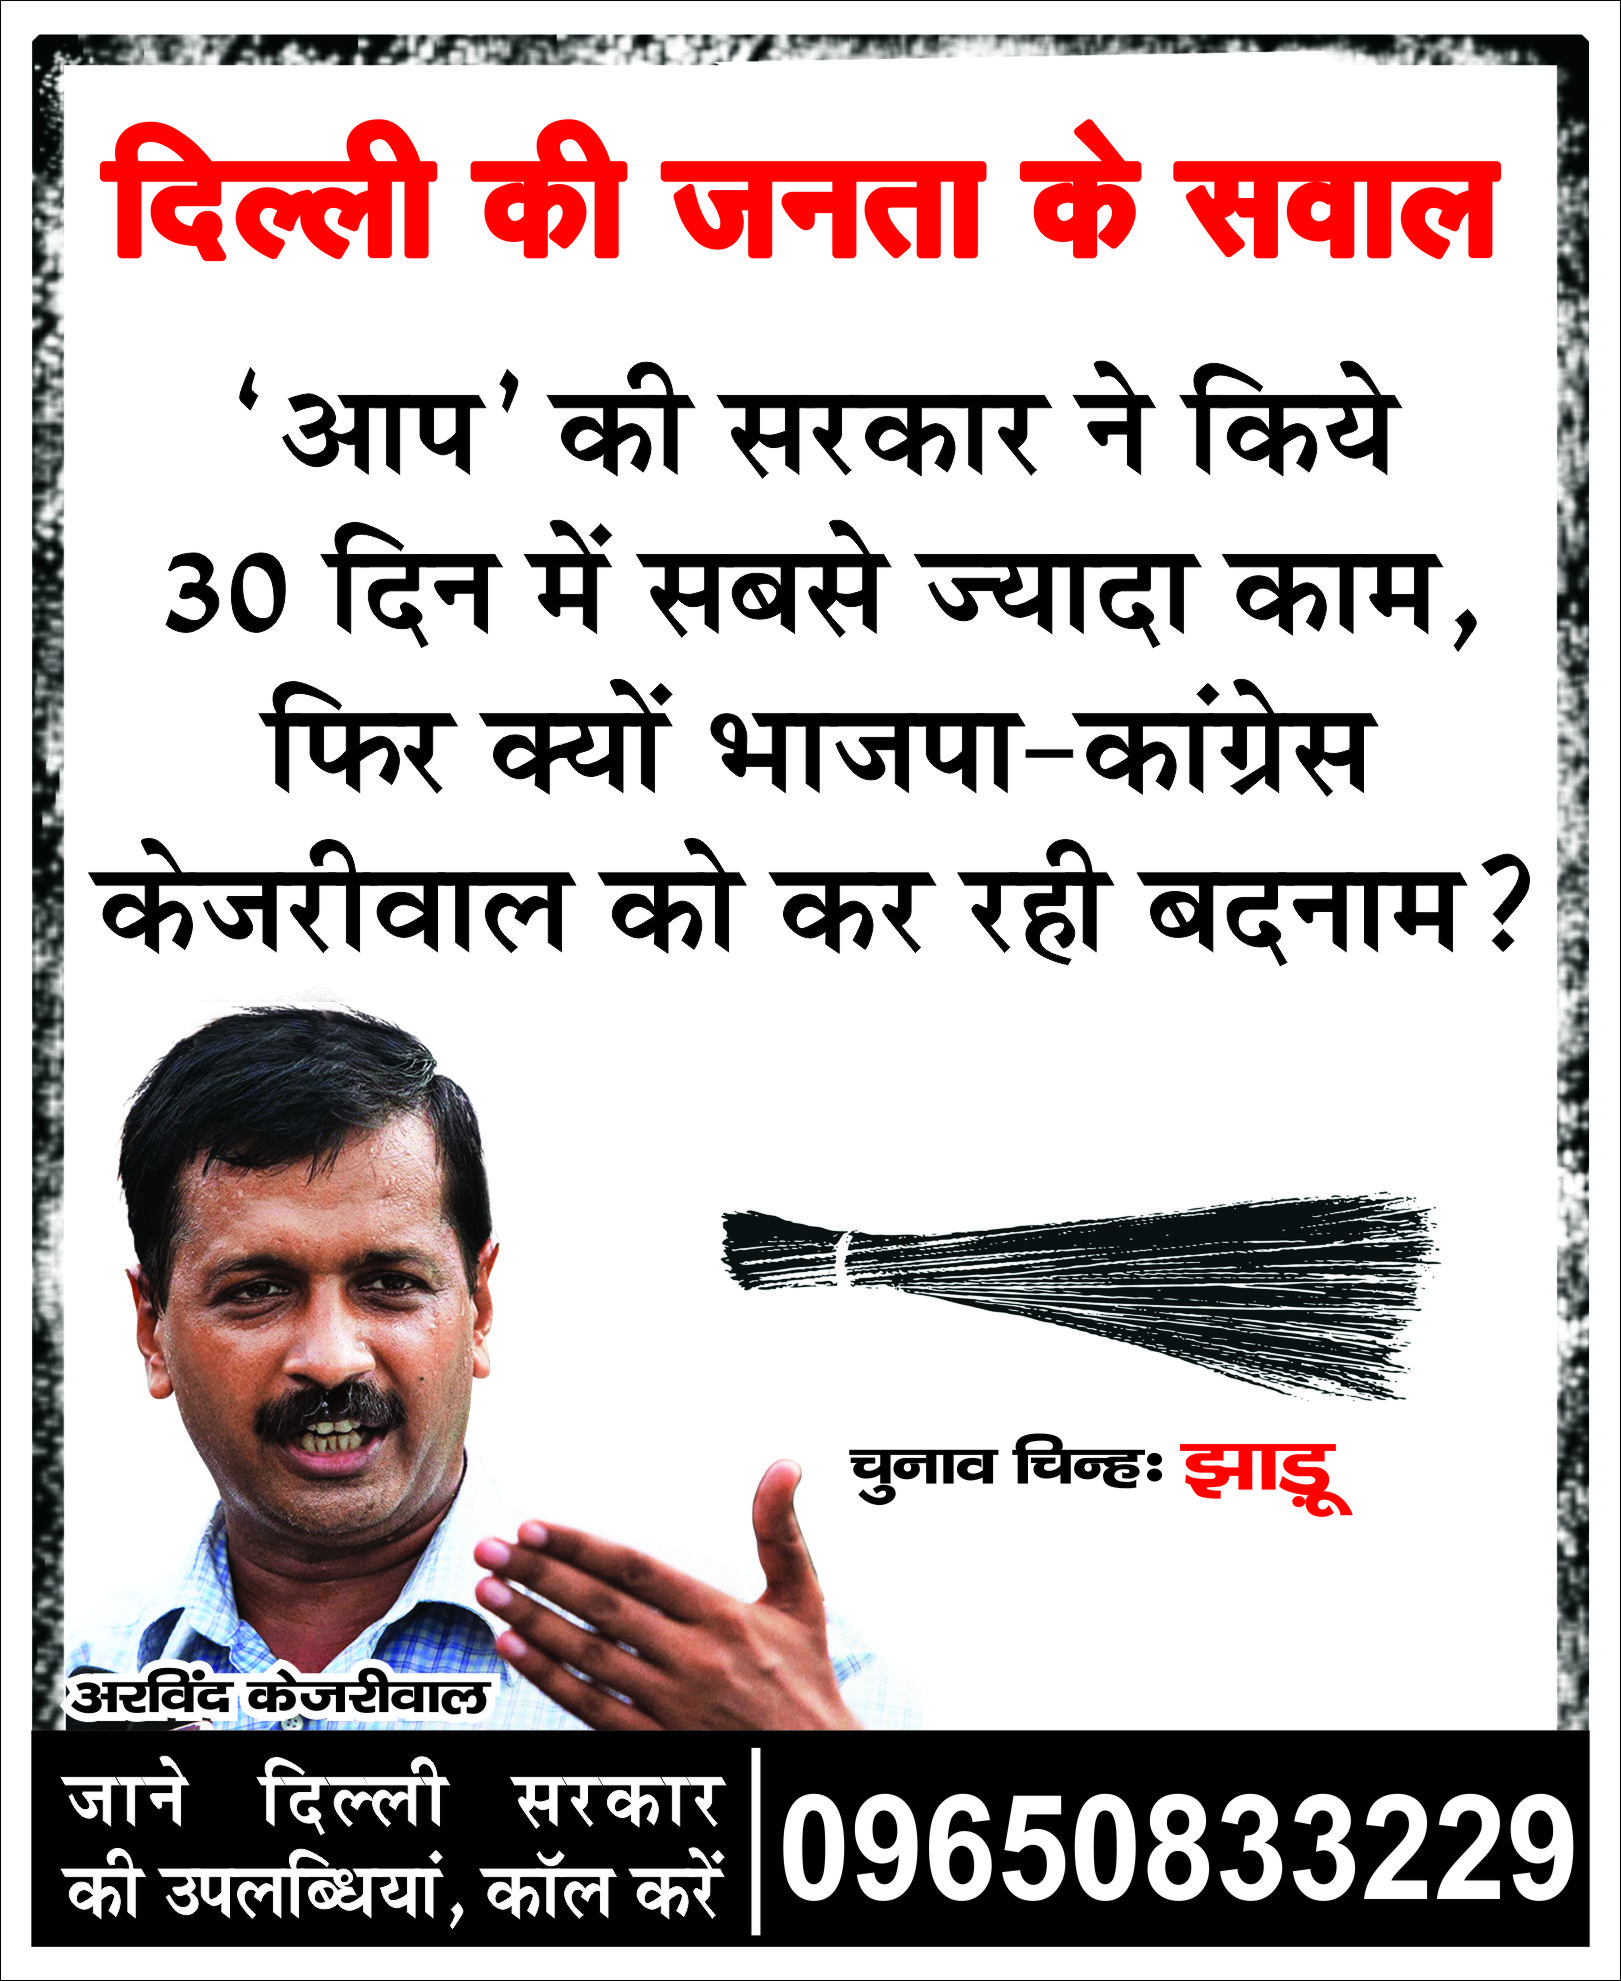 दिल्ली की जनता के सवाल
‘आप’ की सरकार ने किये
30 दिन में सबसे ज्यादा काम,
फिर क्यों भाजपा-कांग्रेस
केजरीवाल को कर रही बदनाम?
चुनाव चिन्ह: झाड़ू
अरविंद केजरीवाल
जाने दिल्ली सरकार
की उपलब्धियां, कॉल करें
09650833229